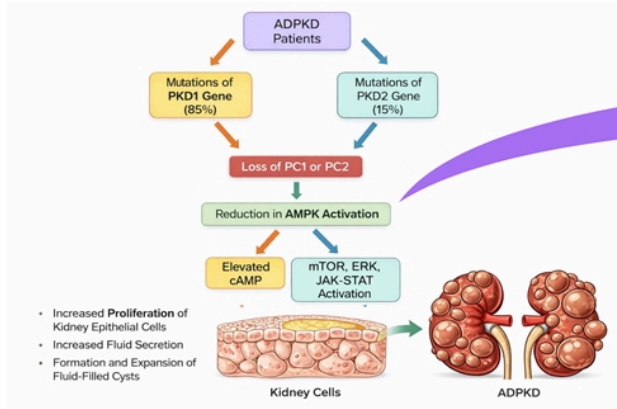 ADPKD
Patients
Mutations of
PKD1 Gene
(85%)
Mutations of
PKD2 Gene
(15%)
Loss of PC1 or PC2
Reduction in AMPK Activation
Elevated
cAMP
mTOR, ERK,
JAK-STAT
Activation
• Increased Proliferation of
Kidney Epithelial Cells
• Increased Fluid Secretion
• Formation and Expansion of
Fluid-Filled Cysts
Kidney Cells
ADPKD